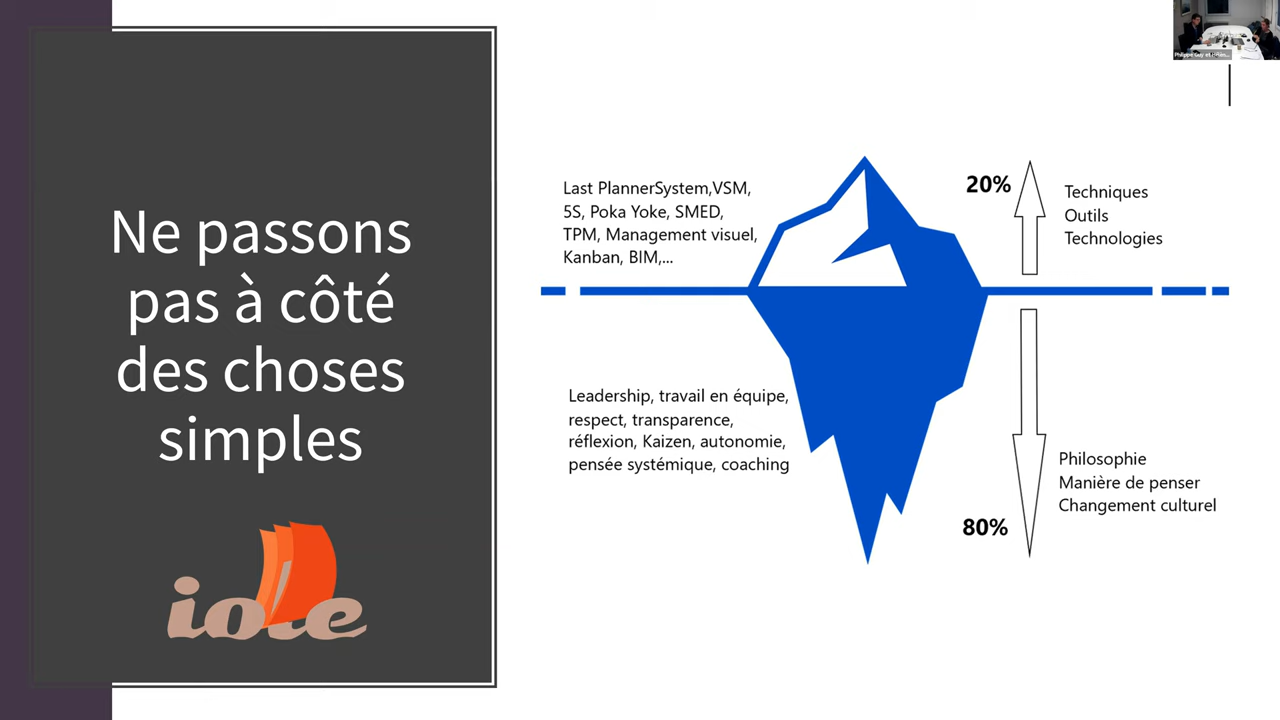 Ne passons
pas à côté
des choses
simples
iole
Last PlannerSystem,VSM,
5S, Poka Yoke, SMED,
TPM, Management visuel,
Kanban, BIM,...
Leadership, travail en équipe,
respect, transparence,
réflexion, Kaizen, autonomie,
pensée systémique, coaching
20%
Techniques
Outils
Technologies
80%
Philosophie
Manière de penser
Changement culturel